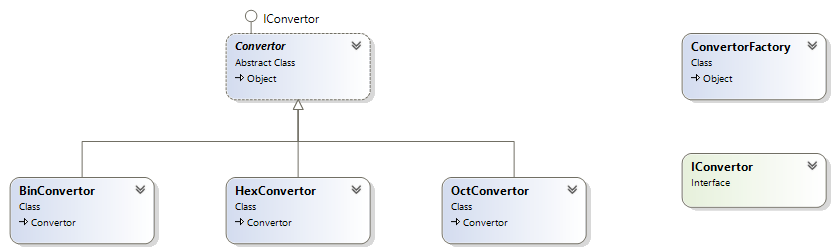 IConvertor
Convertor
Abstract Class
Object
ConvertorFactory
Class
Object
BinConvertor
Class
Convertor
HexConvertor
Class
Convertor
OctConvertor
Class
Convertor
IConvertor
Interface